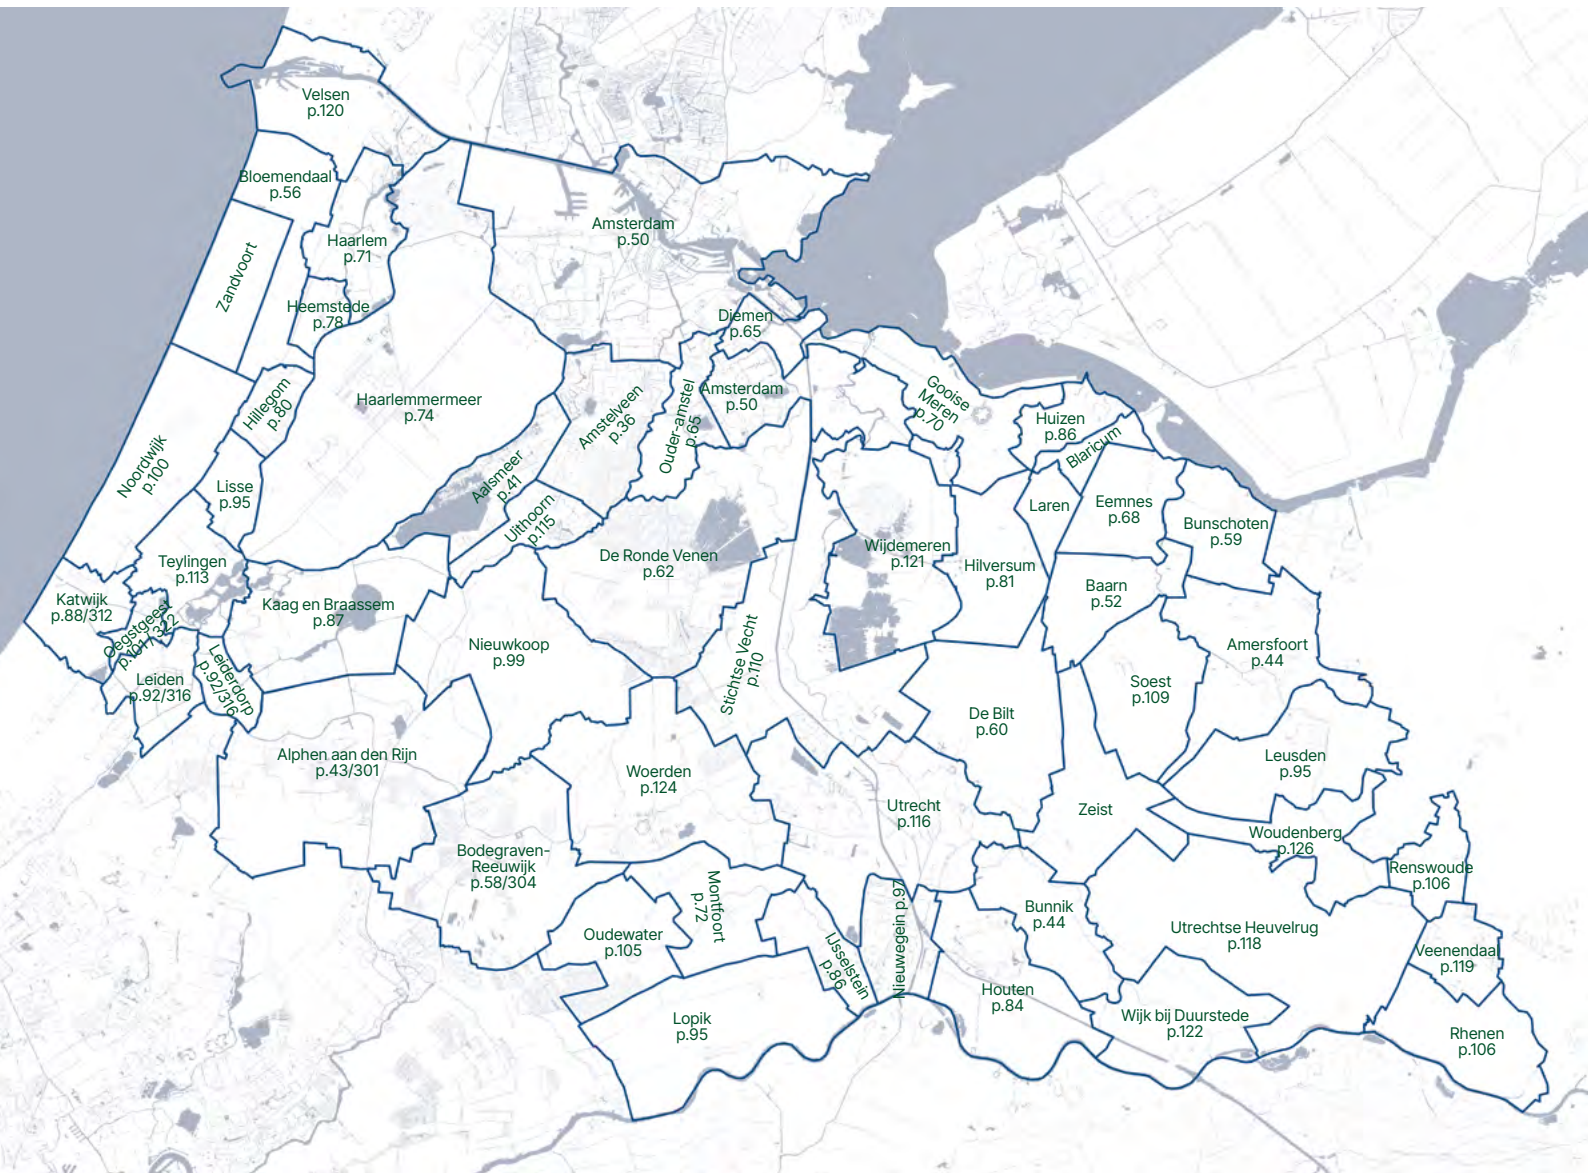 Velsen
p.120
Bloemendaal
p.56
Zandvoort
Haarlem
p.71
Heemstede
p.78
Amsterdam
p.50
Diemen
p.65
Hillegom
p.80
Haarlemmermeer
p.74
Amstelveen
p.36
Ouder-amstel
p.65
Amsterdam
p.50
Gooise
Meren
p.70
Huizen
p.86
Blaricum
Noordwijk
p.100
Lisse
p.95
Aalsmeer
p.41
Uithoorn
p.115
Laren
Eemnes
p.68
Bunschoten
p.59
Teylingen
p.113
De Ronde Venen
p.62
Wijdemeren
p.121
Hilversum
p.81
Baarn
p.52
Katwijk
p.88/312
Oegstgeest
Kaag en Braassem
p.87
Nieuwkoop
p.99
Stichtse Vecht
p.110
Amersfoort
p.44
Leiden
p.92/316
Leiderdorp
p.92/316
Soest
p.109
De Bilt
p.60
Alphen aan den Rijn
p.43/301
Woerden
p.124
Leusden
p.95
Utrecht
p.116
Zeist
Woudenberg
p.126
Bodegraven-
Reeuwijk
p.58/304
Renswoude
p.106
Montfoort
p.72
Nieuwegein p.97
Bunnik
p.44
Oudewater
p.105
Utrechtse Heuvelrug
p.118
Veenendaal
p.119
IJsselstein
p.86
Houten
p.84
Lopik
p.95
Wijk bij Duurstede
p.122
Rhenen
p.106